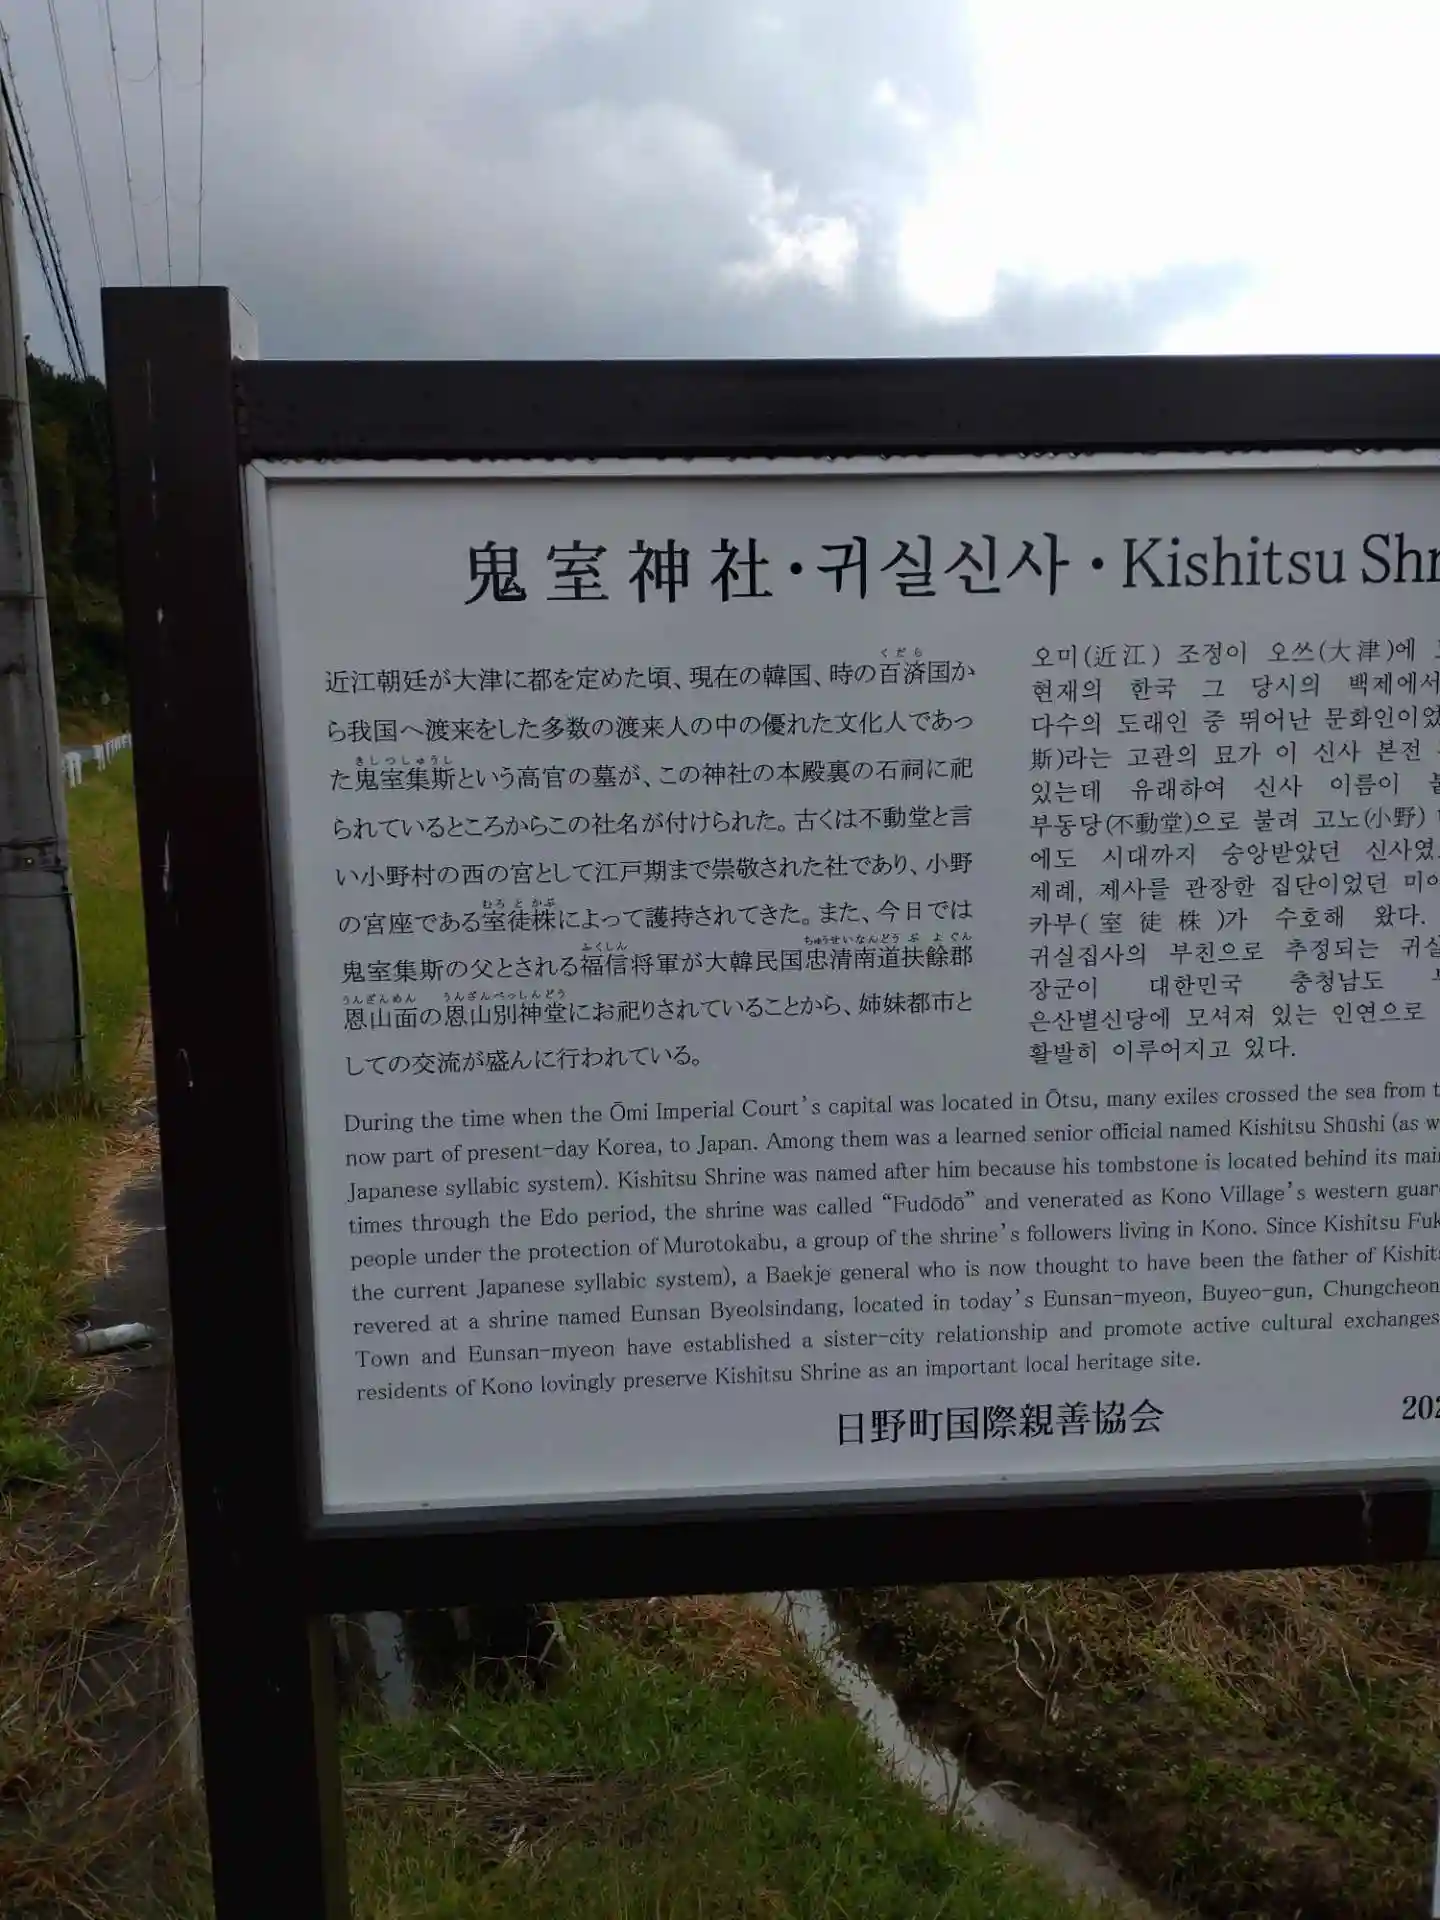 鬼室神社・귀실신사・Kishitsu Shr
近江朝廷が大津に都を定めた頃、現在の韓国、時の百済国か
ら我国へ渡来をした多数の渡来人の中の優れた文化人であっ
た鬼室集斯という高官の墓が、この神社の本殿裏の石祠に祀
られているところからこの社名が付けられた。古くは不動堂と言
い小野村の西の宮として江戸期まで崇敬された社であり、小野
の宮座である室徒株によって護持されてきた。また、今日では
鬼室集斯の父とされる福信将軍が大韓民国忠清南道扶餘郡
恩山面の恩山別神堂にお祀りされていることから、姉妹都市と
しての交流が盛んに行われている。
오미(近江) 조정이 오쓰(大津)에
現재의 한국 그 당시의 백제에서
다수의 도래인 중 뛰어난 문화인이었
斯)라는 고관의 묘가 이 신사 본전
있는데 유래하여 신사 이름이
부동당(不動堂)으로 불려 고노(小野)
에도 시대까지 숭앙받았던 신사였
제례, 제사를 관장한 집단이었던 미야
카부(室徒株)가 수호해 왔다.
귀실집사의 부친으로 추정되는 귀실
장군이 대한민국 충청남도
은산별신당에 모셔져 있는 인연으로
활발히 이루어지고 있다.
During the time when the Ōmi Imperial Court's capital was located in Ōtsu, many exiles crossed the sea from
now part of present-day Korea, to Japan. Among them was a learned senior official named Kishitsu Shūshi (as w
Japanese syllabic system). Kishitsu Shrine was named after him because his tombstone is located behind its mai
times through the Edo period, the shrine was called “Fudōdō” and venerated as Kono Village's western guar
people under the protection of Murotokabu, a group of the shrine's followers living in Kono. Since Kishitsu Fuk
the current Japanese syllabic system), a Baekje general who is now thought to have been the father of Kishits
revered at a shrine named Eunsan Byeolsindang, located in today's Eunsan-myeon, Buyeo-gun, Chungcheon
Town and Eunsan-myeon have established a sister-city relationship and promote active cultural exchanges
residents of Kono lovingly preserve Kishitsu Shrine as an important local heritage site.
日野町国際親善協会
202